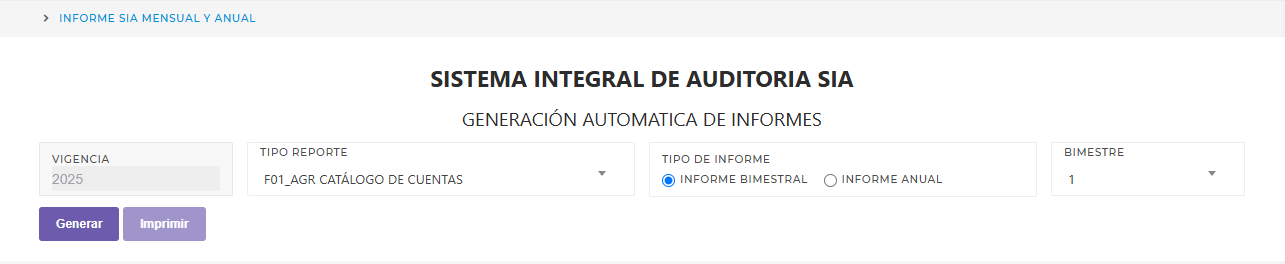 INFORME SIA MENSUAL Y ANUAL
SISTEMA INTEGRAL DE AUDITORIA SIA
GENERACIÓN AUTOMATICA DE INFORMES
VIGENCIA
2025
TIPO REPORTE
F01_AGR CATÁLOGO DE CUENTAS
TIPO DE INFORME
INFORME BIMESTRAL INFORME ANUAL
BIMESTRE
1
Generar Imprimir